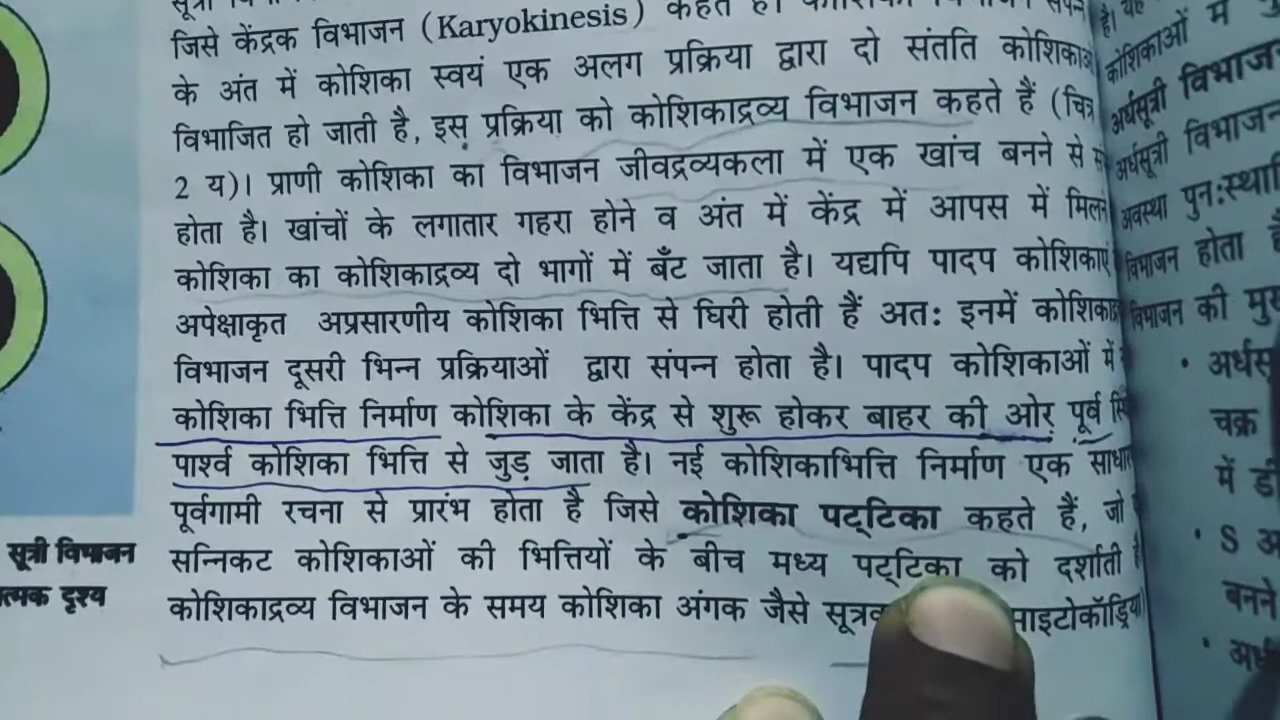 जिसे केंद्रक विभाजन (Karyokinesis) कहते हैं।
के अंत में कोशिका स्वयं एक अलग प्रक्रिया द्वारा दो संतति
विभाजित हो जाती है, इस प्रक्रिया को कोशिकाद्रव्य विभाजन कहते हैं (चित्र
2 य)। प्राणी कोशिका का विभाजन जीवद्रव्यकला में एक खांच बनने से
होता है। खांचों के लगातार गहरा होने व अंत में केंद्र में आपस में
कोशिका का कोशिकाद्रव्य दो भागों में बँट जाता है। यद्यपि पादप कोशिकाएं
अपेक्षाकृत अप्रसारणीय कोशिका भित्ति से घिरी होती हैं अत: इनमें
विभाजन दूसरी भिन्न प्रक्रियाओं द्वारा संपन्न होता है। पादप कोशिकाओं में
कोशिका भित्ति निर्माण कोशिका के केंद्र से शुरू होकर बाहर की ओर पूर्व
पार्श्व कोशिका भित्ति से जुड़ जाता है। नई कोशिकाभित्ति निर्माण एक
पूर्वगामी रचना से प्रारंभ होता है जिसे कोशिका पट्टिका कहते हैं, जो
सन्निकट कोशिकाओं की भित्तियों के बीच मध्य पट्टिका को दर्शाती
कोशिकाद्रव्य विभाजन के समय कोशिका अंगक जैसे
सूत्री विभाजन
दृश्य
कोशिकाओं में
अर्धसूत्री
अर्धसूत्री विभाजन
अवस्था
विभाजन होता
विभाजन की
•
चक्र
में
• S
बनने
•